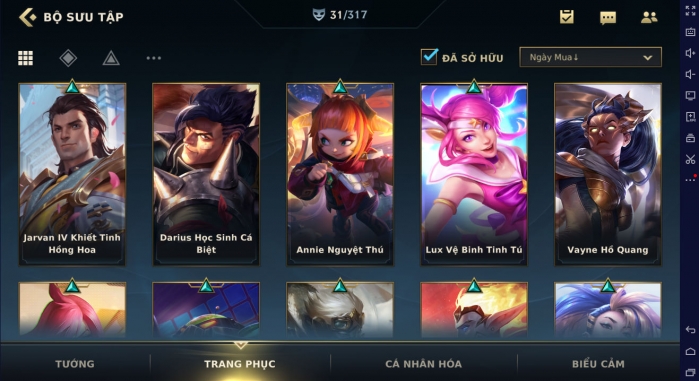 BỘ SƯU TẬP
31/317
ĐÃ SỞ HỮU
Ngày Mua↓
Jarvan IV Khiết Tinh
Hồng Hoa
Darius Học Sinh Cá
Biệt
Annie Nguyệt Thú
Lux Vệ Binh Tinh Tú
Vayne Hồ Quang
TƯỚNG
TRANG PHỤC
CÁ NHÂN HÓA
BIỂU CẢM